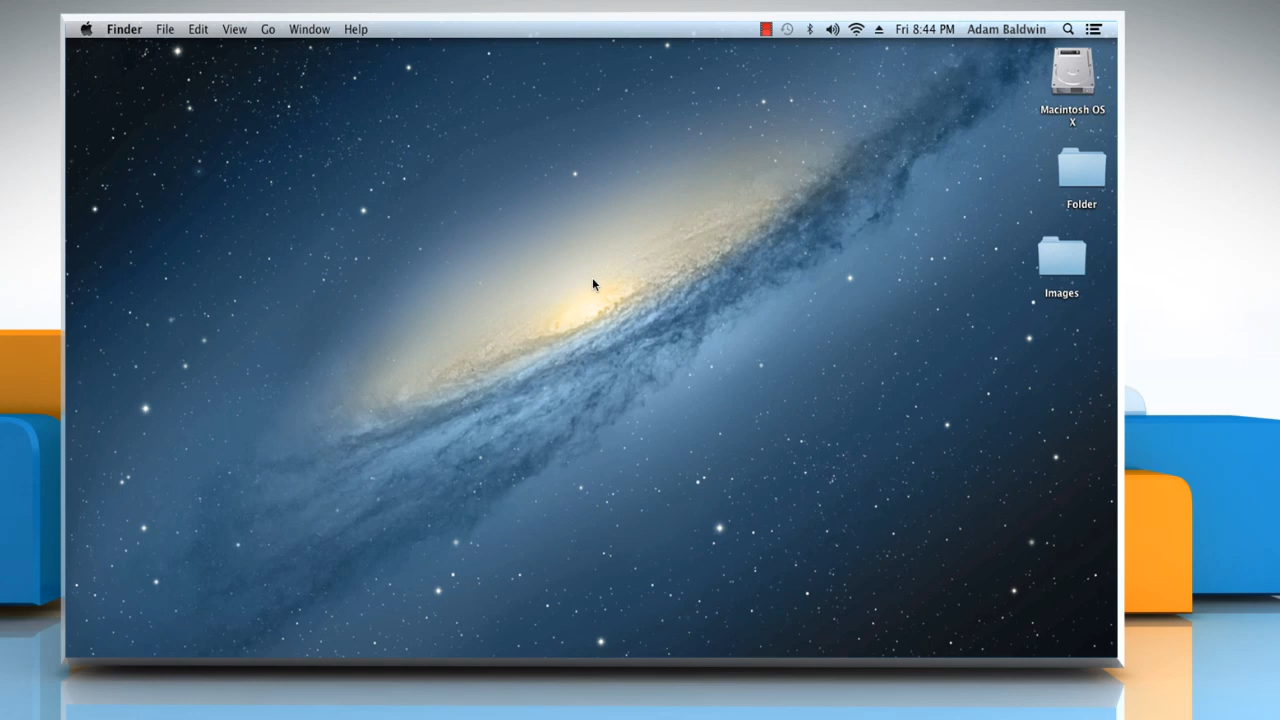 Finder File Edit View Go Window Help Fri 8:44 PM Adam Baldwin
Macintosh OS
X
Folder
Images